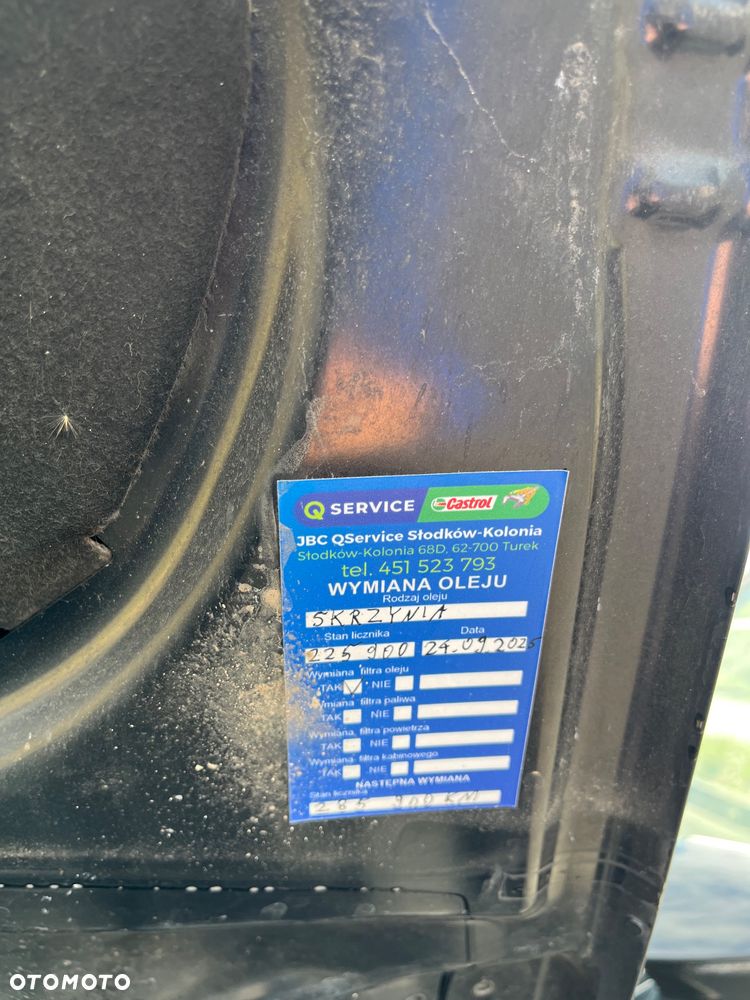 Q SERVICE Castrol
JBC QService Słodków-Kolonia
Słodków-Kolonia 68D, 62-700 Turek
tel. 451 523 793
WYMIANA OLEJU
Rodzaj oleju
SKRZYNIA
Stan licznika Data
225 900 24.09.2025
Wymiana filtra oleju
TAK NIE
Wymiana filtra paliwa
TAK NIE
Wymiana filtra powietrza
TAK NIE
Wymiana filtra kabinowego
TAK NIE
NASTĘPNA WYMIANA
Stan licznika
285 900 KM
OTOMOTO